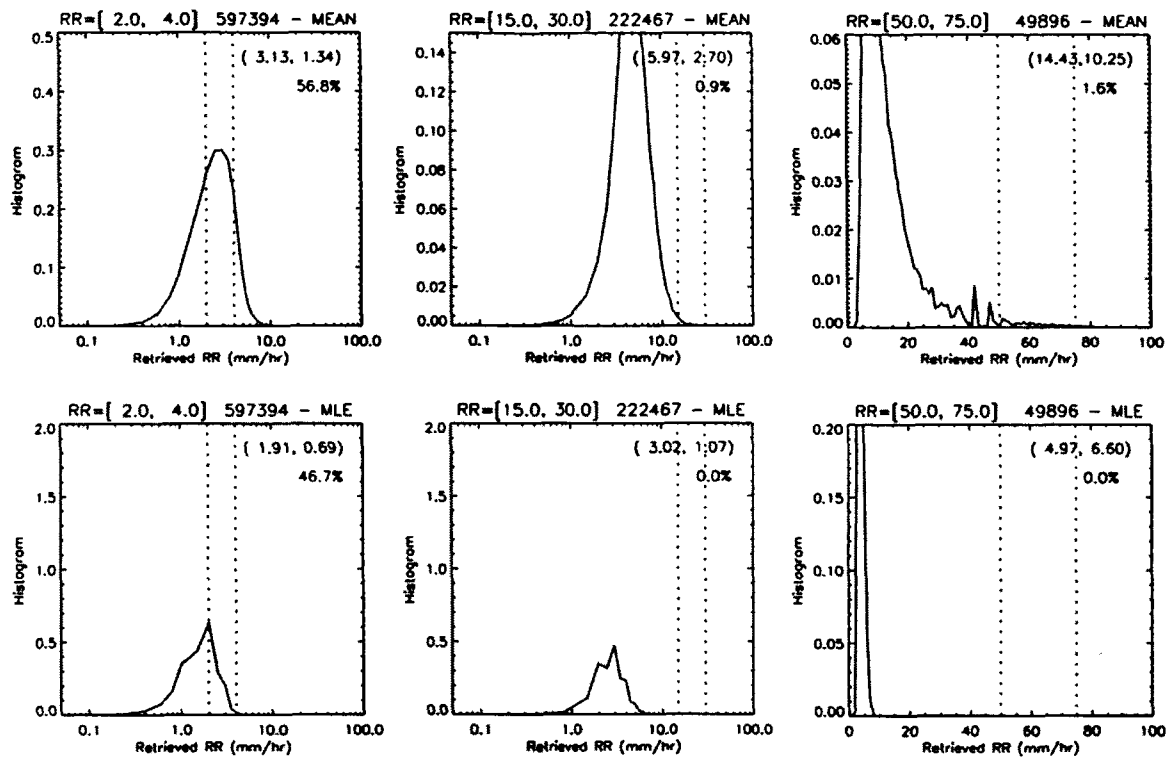 RR=[ 2.0,  4.0]  597394 - MEAN
( 3.13, 1.34)
56.8%
0.5
0.4
0.3
0.2
0.1
0.0
Histogram
0.1 1.0 10.0 100.0
Retrieved RR (mm/hr)
RR=[15.0, 30.0]  222467 - MEAN
( 5.97, 2.70)
0.9%
0.14
0.12
0.10
0.08
0.06
0.04
0.02
0.00
Histogram
0.1 1.0 10.0 100.0
Retrieved RR (mm/hr)
RR=[50.0, 75.0]  49896 - MEAN
(14.43,10.25)
1.6%
0.06
0.05
0.04
0.03
0.02
0.01
0.00
Histogram
0 20 40 60 80 100
Retrieved RR (mm/hr)
RR=[ 2.0,  4.0]  597394 - MLE
( 1.91, 0.69)
46.7%
2.0
1.5
1.0
0.5
0.0
Histogram
0.1 1.0 10.0 100.0
Retrieved RR (mm/hr)
RR=[15.0, 30.0]  222467 - MLE
( 3.02, 1.07)
0.0%
2.0
1.5
1.0
0.5
0.0
Histogram
0.1 1.0 10.0 100.0
Retrieved RR (mm/hr)
RR=[50.0, 75.0]  49896 - MLE
( 4.97, 6.60)
0.0%
0.20
0.15
0.10
0.05
0.00
Histogram
0 20 40 60 80 100
Retrieved RR (mm/hr)